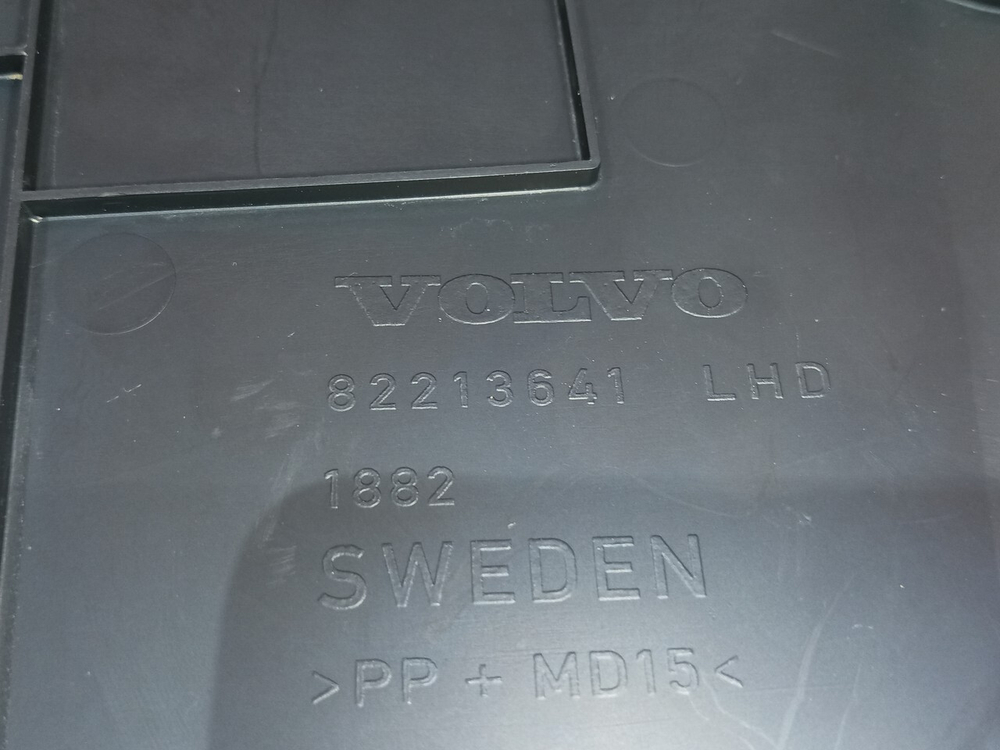 VOLVO
82213641 LHD
1882
SWEDEN
>PP + MD15<